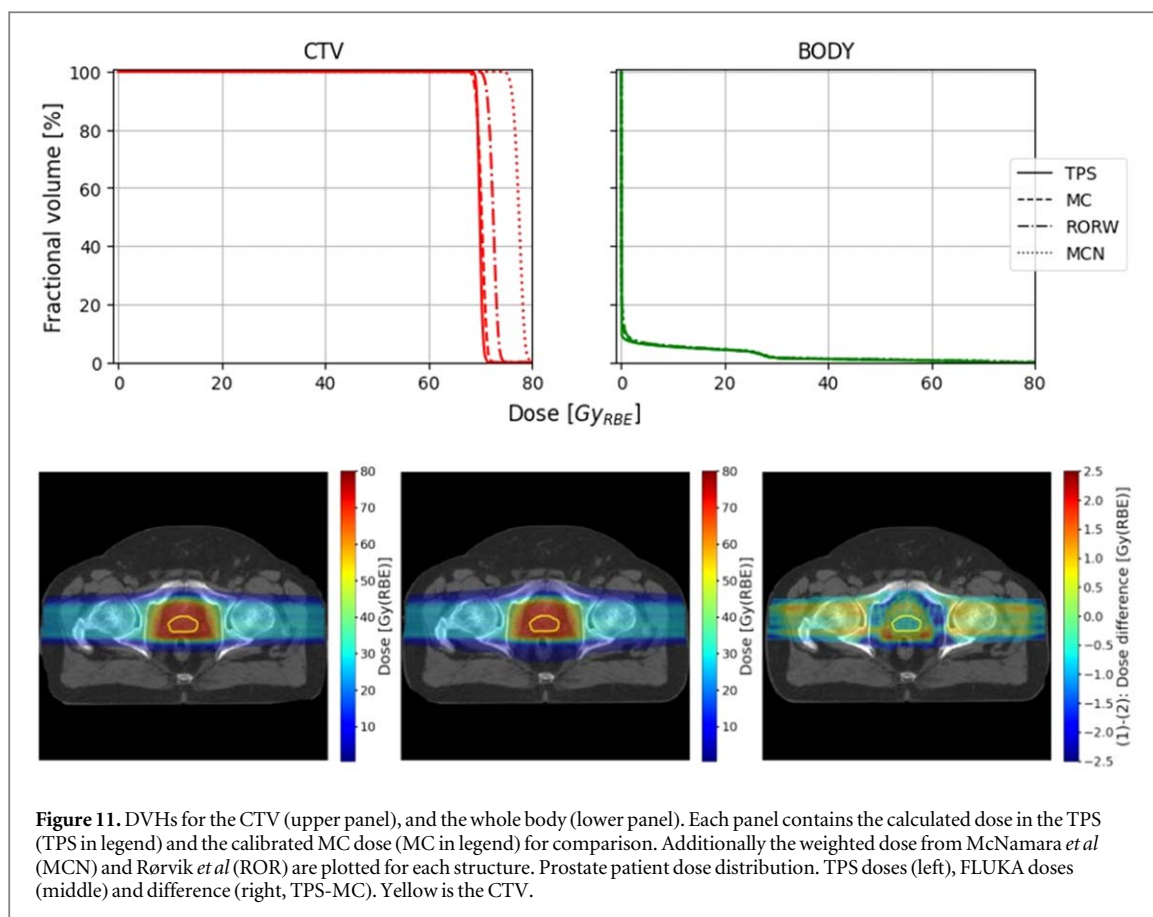 CTV
BODY
100
80
60
40
20
0
Fractional volume [%]
0 20 40 60 80
0 20 40 60 80
Dose [Gy_RBE]
TPS
MC
RORW
MCN
80
70
60
50
40
30
20
10
Dose [Gy(RBE)]
80
70
60
50
40
30
20
10
Dose [Gy(RBE)]
2.5
2.0
1.5
1.0
0.5
0.0
−0.5
−1.0
−1.5
−2.0
−2.5
(1)-(2): Dose difference [Gy(RBE)]
Figure 11. DVHs for the CTV (upper panel), and the whole body (lower panel). Each panel contains the calculated dose in the TPS
(TPS in legend) and the calibrated MC dose (MC in legend) for comparison. Additionally the weighted dose from McNamara et al
(MCN) and Rørvik et al (ROR) are plotted for each structure. Prostate patient dose distribution. TPS doses (left), FLUKA doses
(middle) and difference (right, TPS-MC). Yellow is the CTV.